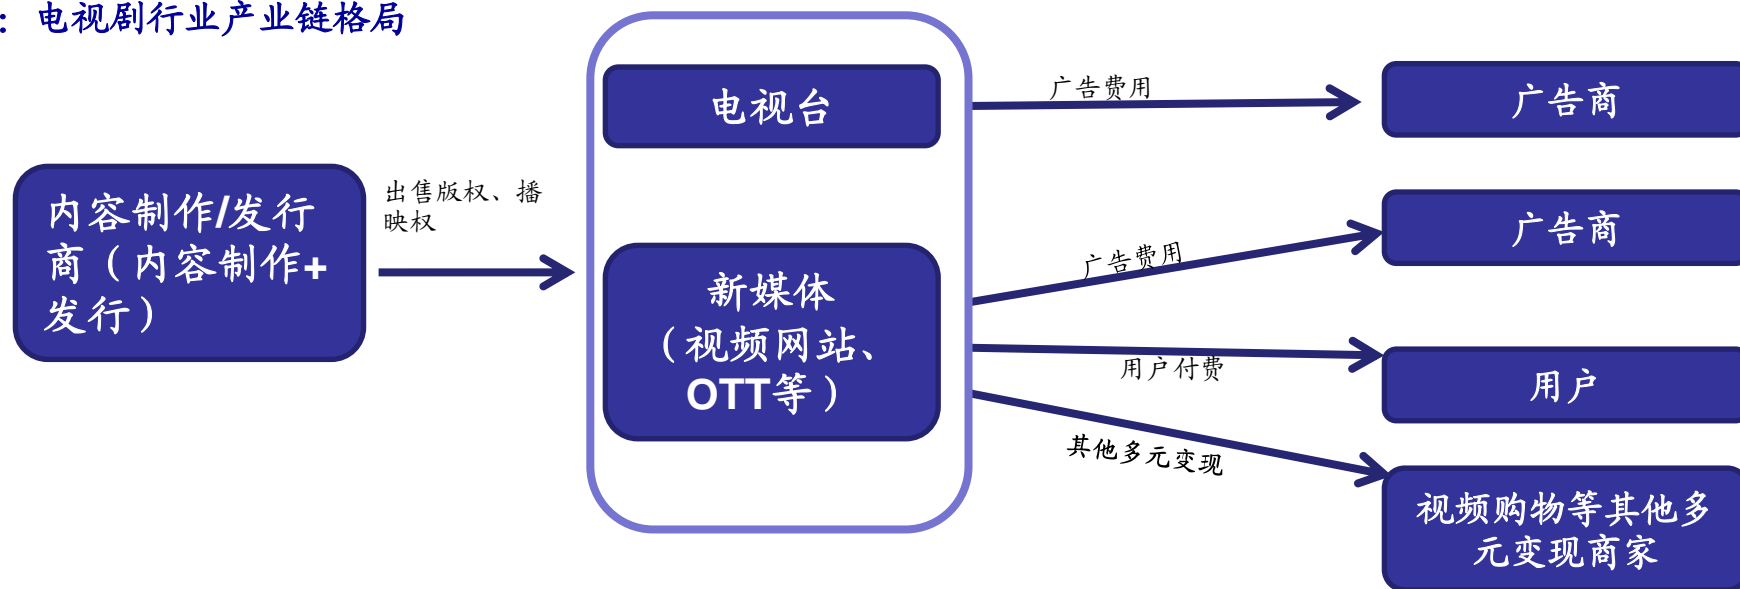 ：电视剧行业产业链格局
内容制作/发行
商（内容制作+
发行）
出售版权、播
映权
电视台
新媒体
（视频网站、
OTT等）
广告费用
广告商
广告费用
广告商
用户付费
用户
其他多元变现
视频购物等其他多
元变现商家